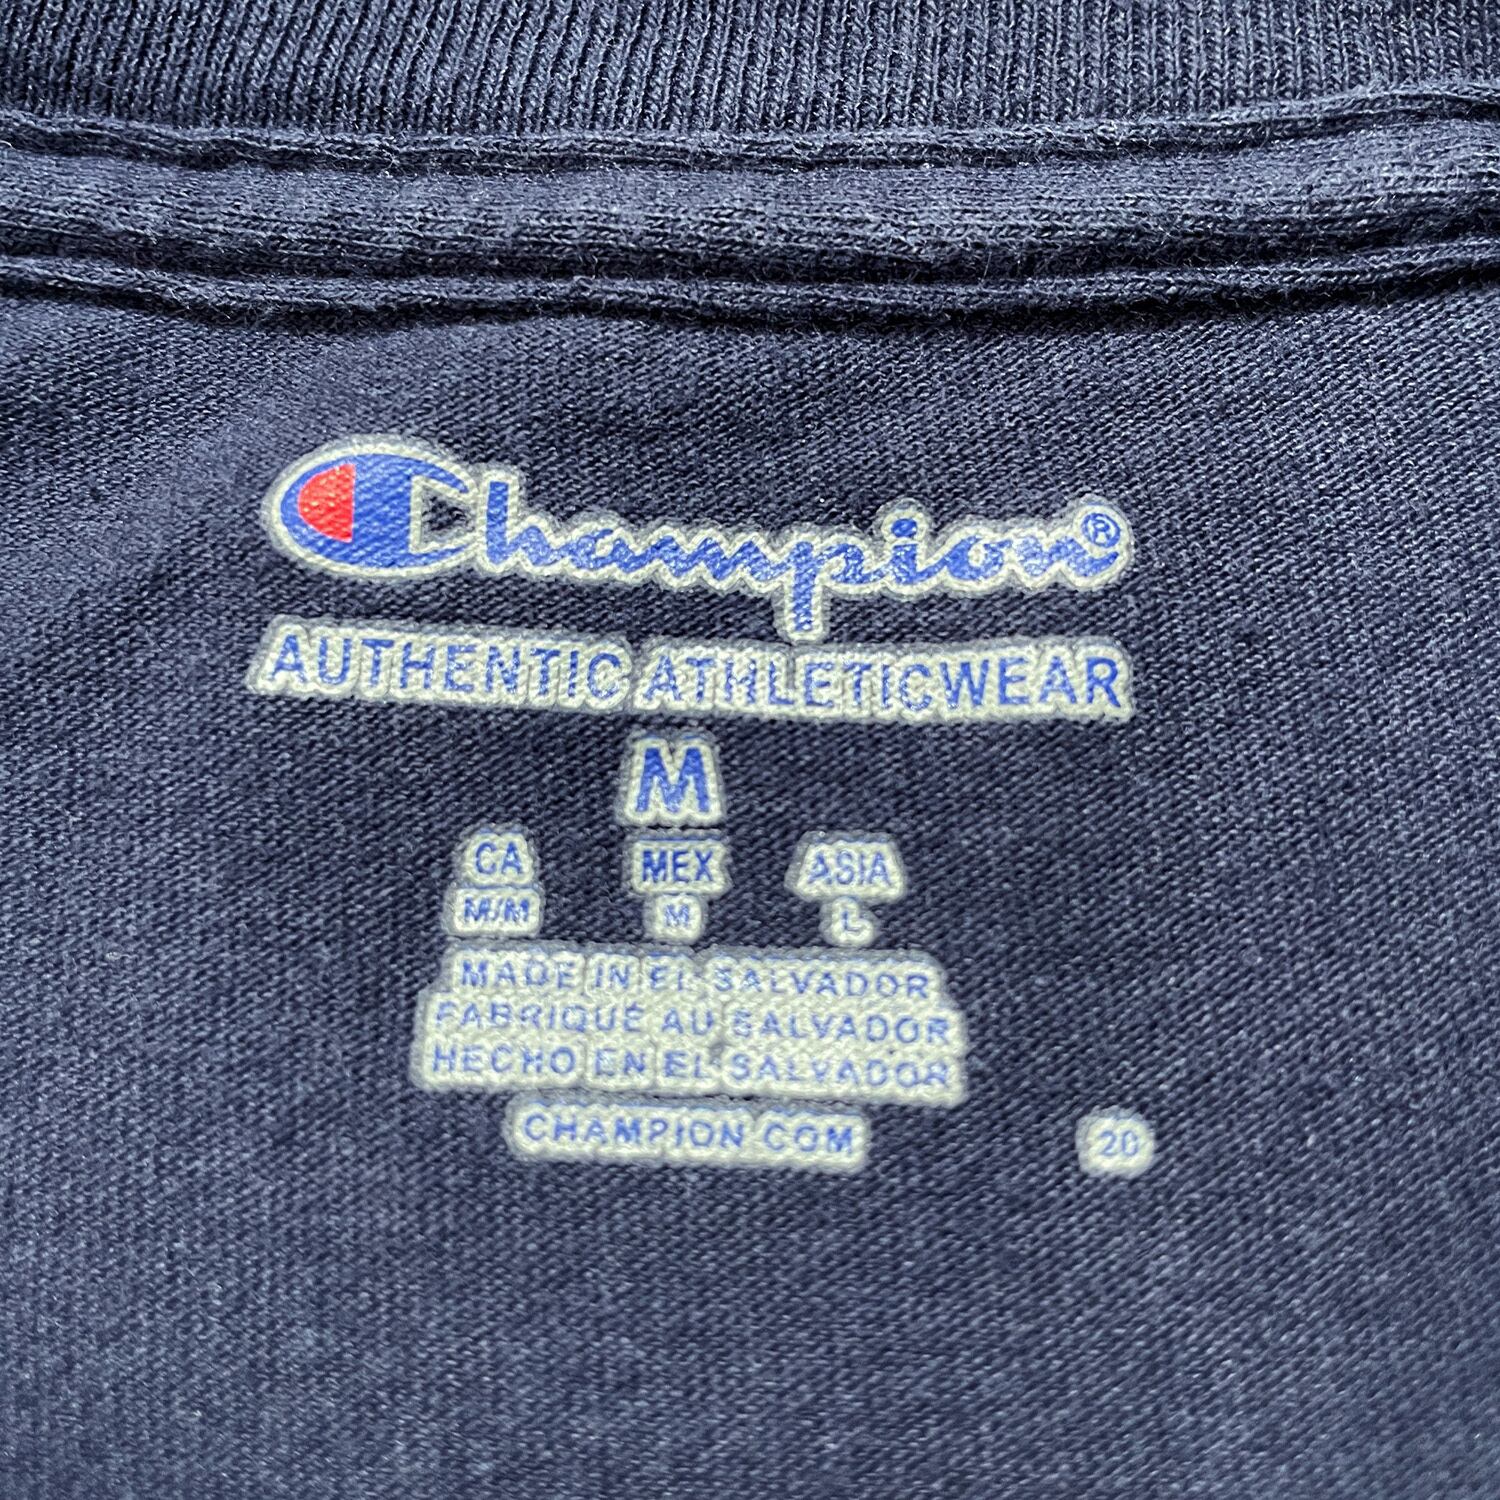 Champion®
AUTHENTIC ATHLETICWEAR
M
CA MEX ASIA
M/M M L
MADE IN EL SALVADOR
FABRIQUÉ AU SALVADOR
HECHO EN EL SALVADOR
CHAMPION.COM 20